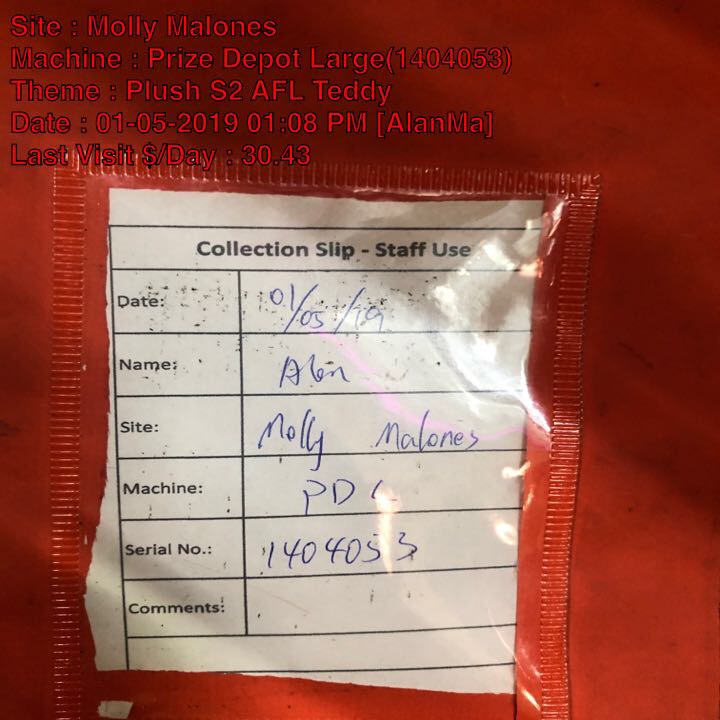 Site : Molly Malones
Machine : Prize Depot Large(1404053)
Theme : Plush S2 AFL Teddy
Date : 01-05-2019 01:08 PM [AlanMa]
Last Visit $/Day : 30.43
Collection Slip - Staff Use
Date: 01/05/19
Name: Alan
Site: Molly Malones
Machine: PDL
Serial No.: 1404053
Comments: